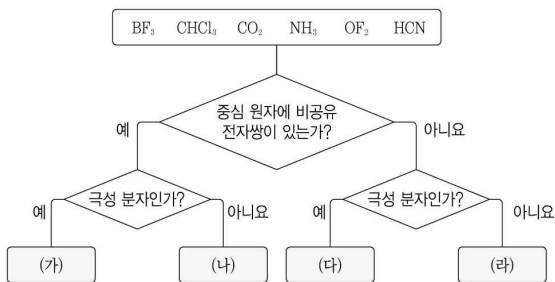 BF₃ CHCl₃ CO₂ NH₃ OF₂ HCN
중심 원자에 비공유
전자쌍이 있는가?
예
아니요
극성 분자인가?
극성 분자인가?
예
아니요
예
아니요
(가)
(나)
(다)
(라)